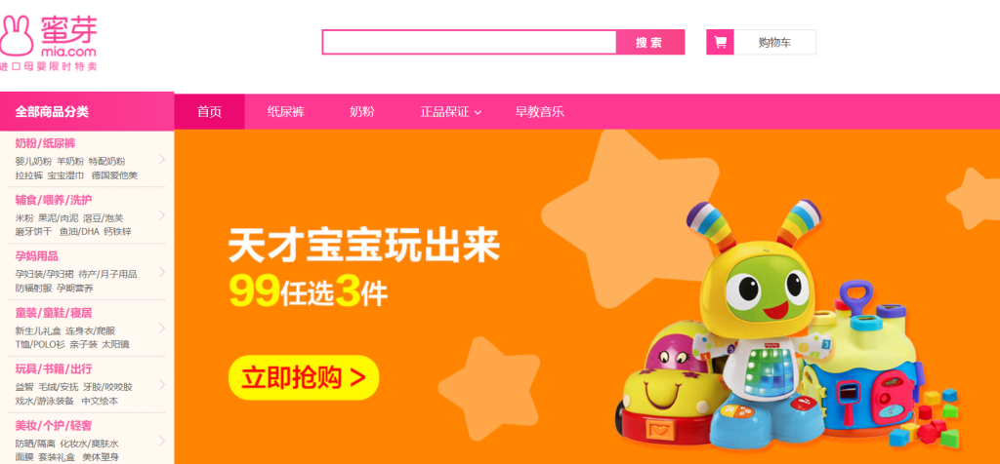 蜜芽
mia.com
进口母婴限时特卖
搜 索
购物车
全部商品分类
首页 纸尿裤 奶粉 正品保证 早教音乐
奶粉/纸尿裤
婴儿奶粉 羊奶粉 特配奶粉
拉拉裤 宝宝湿巾 德国爱他美
辅食/喂养/洗护
米粉 果泥/肉泥 溶豆/泡芙
磨牙饼干 鱼油/DHA 钙铁锌
孕妈用品
孕妇装/孕妇裙 待产/月子用品
防辐射服 孕期营养
童装/童鞋/寝居
新生儿礼盒 连身衣/爬服
T恤/POLO衫 亲子装 太阳镜
玩具/书籍/出行
益智 毛绒/安抚 牙胶/咬咬胶
戏水/游泳装备 中文绘本
美妆/个护/轻奢
防晒/隔离 化妆水/爽肤水
面膜 套装礼盒 美体塑身
天才宝宝玩出来
99任选3件
立即抢购 >